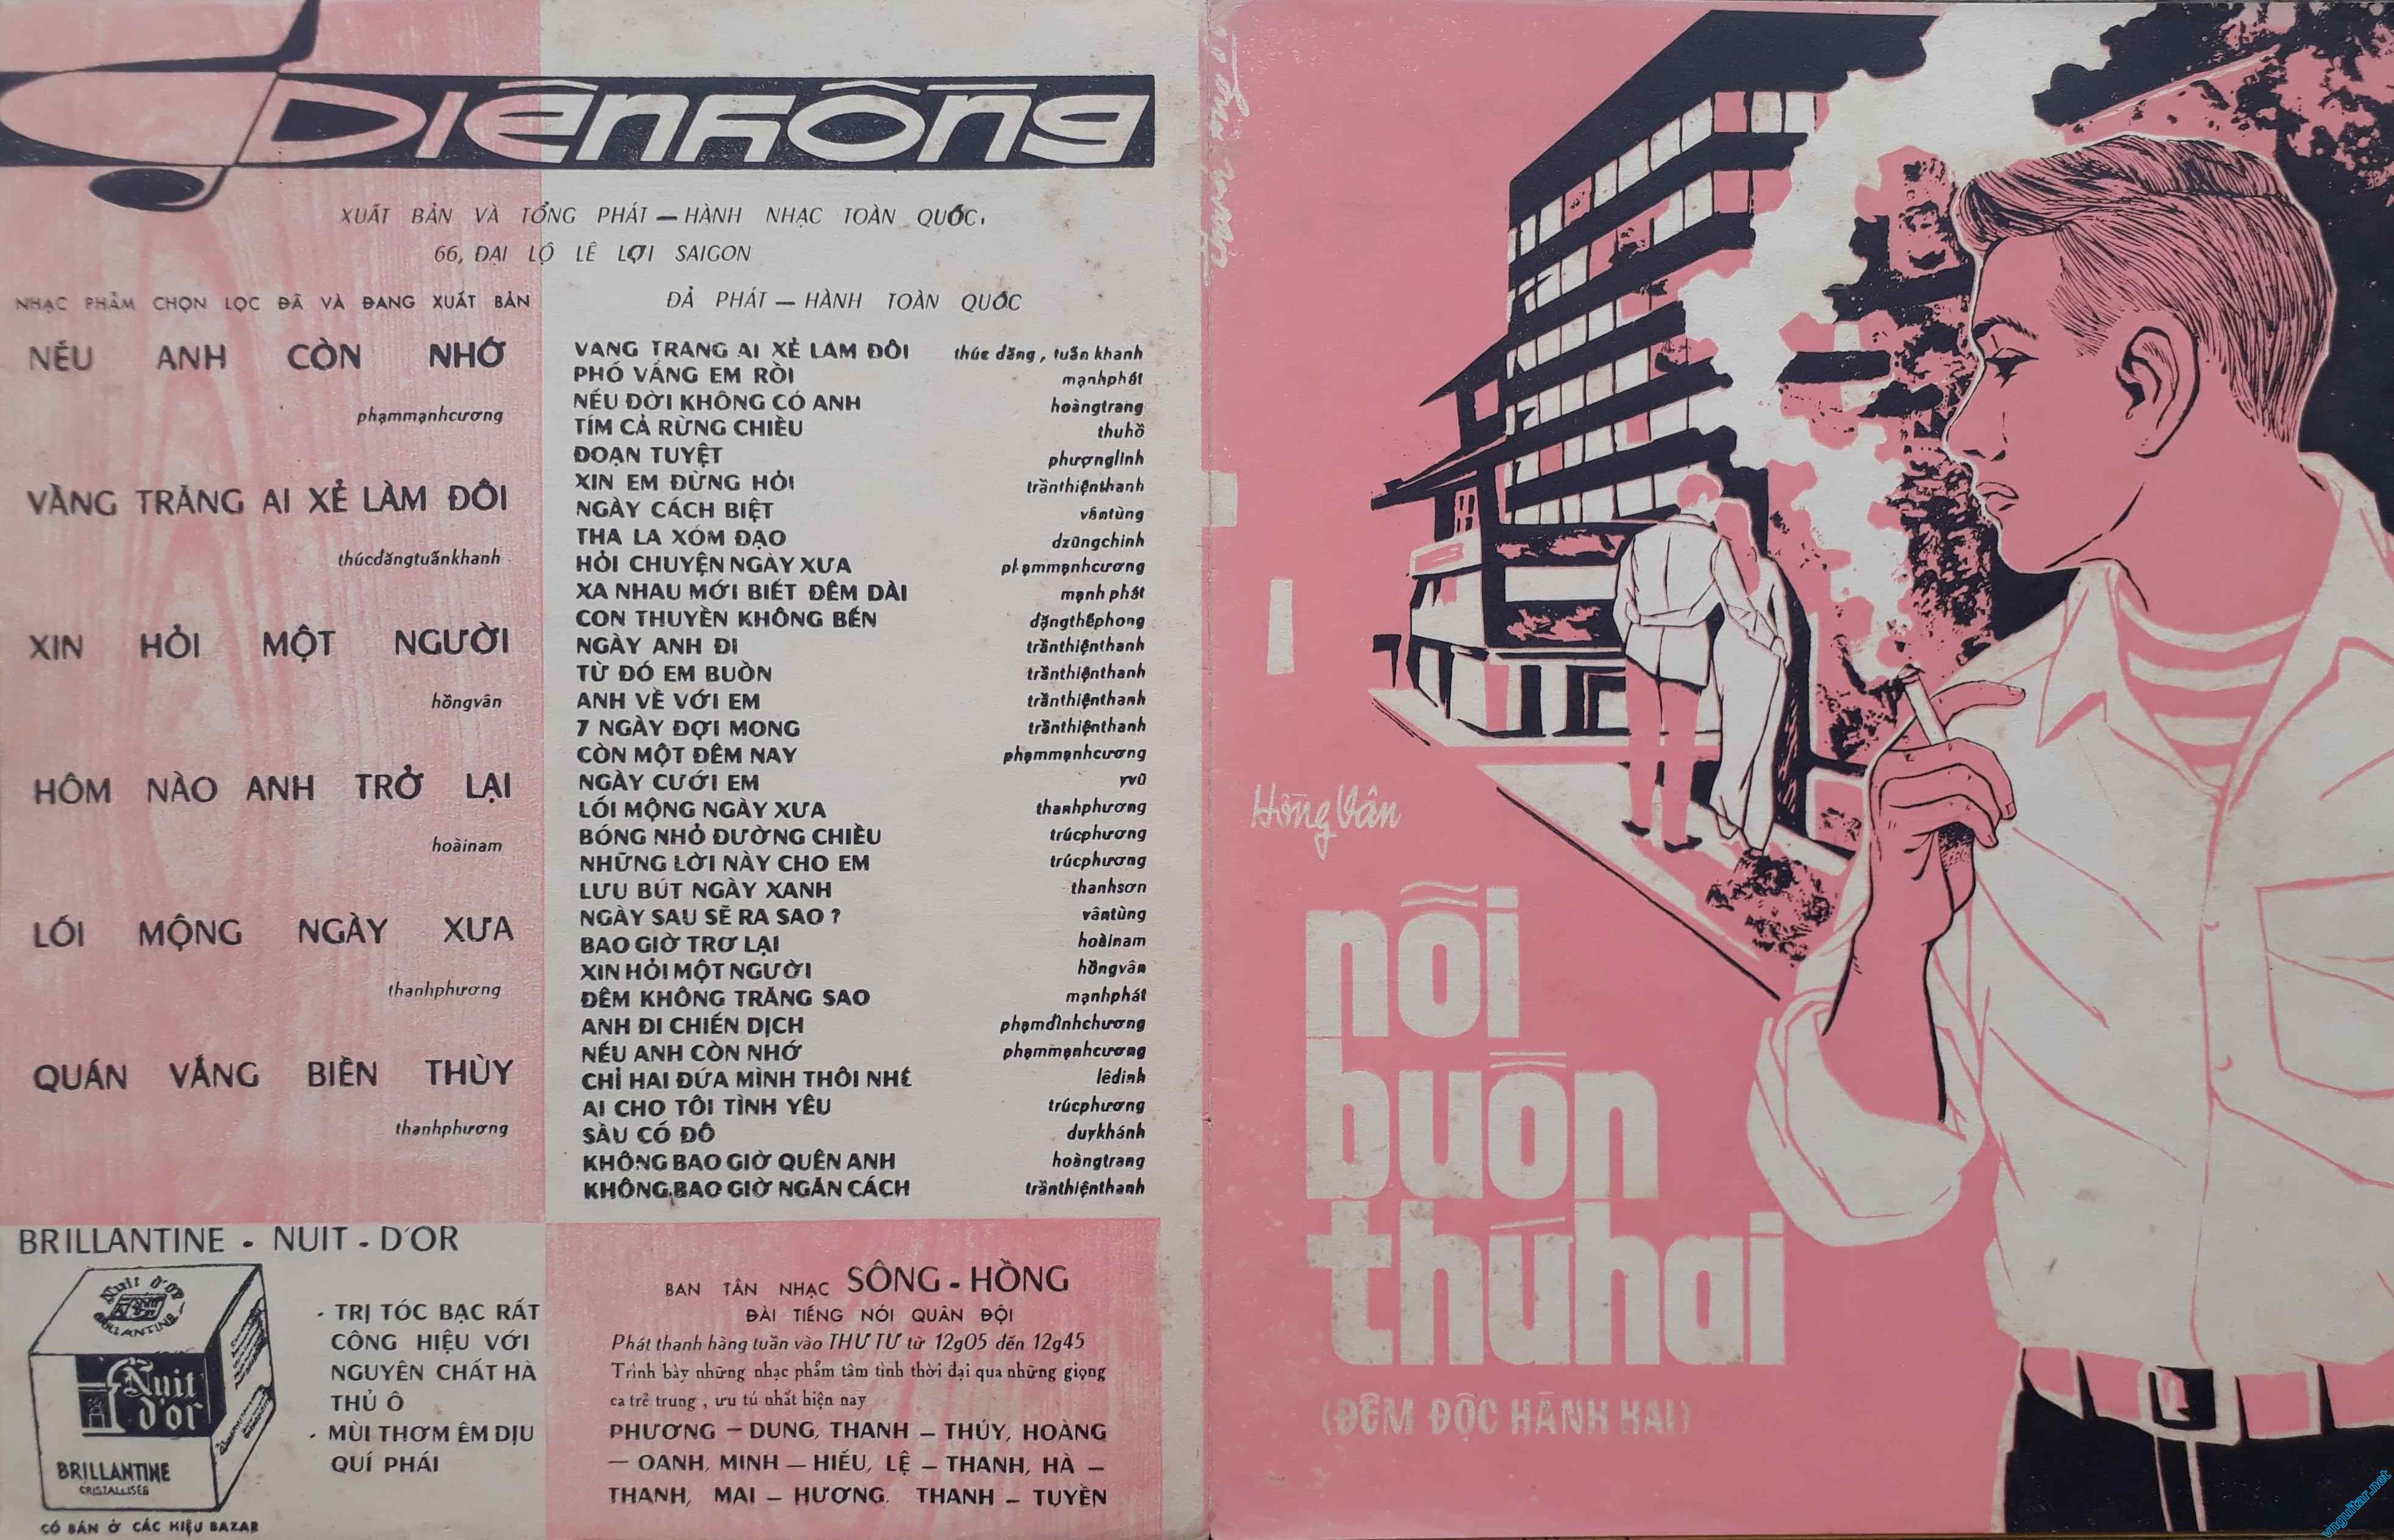 Diên Hồng
XUẤT BẢN VÀ TỔNG PHÁT — HÀNH NHẠC TOÀN QUỐC.
66, ĐẠI LỘ LÊ LỢI SAIGON
NHẠC PHẨM CHỌN LỌC ĐÃ VÀ ĐANG XUẤT BẢN
NẾU ANH CÒN NHỚ
phạmmạnhcương
VẦNG TRĂNG AI XẺ LÀM ĐÔI
thúcđăngtuấnkhanh
XIN HỎI MỘT NGƯỜI
hồngvân
HÔM NÀO ANH TRỞ LẠI
hoàinam
LỐI MỘNG NGÀY XƯA
thanhphương
QUÁN VẮNG BIÊN THÙY
thanhphương
ĐẢ PHÁT — HÀNH TOÀN QUỐC
VANG TRANG AI XẺ LAM ĐÔI thúc đăng, tuấn khanh
PHỐ VẮNG EM RÒI mạnhphát
NẾU ĐỜI KHÔNG CÓ ANH hoàngtrang
TÍM CẢ RỪNG CHIỀU thuhồ
ĐOẠN TUYỆT phượnglinh
XIN EM ĐỪNG HỎI trầnthiệnthanh
NGÀY CÁCH BIỆT vântùng
THA LA XÓM ĐẠO dzũngchinh
HỎI CHUYỆN NGÀY XƯA phạmmạnhcương
XA NHAU MỚI BIẾT ĐÊM DÀI mạnh phát
CON THUYỀN KHÔNG BẾN đặngthếphong
NGÀY ANH ĐI trầnthiệnthanh
TỪ ĐÓ EM BUỒN trầnthiệnthanh
ANH VỀ VỚI EM trầnthiệnthanh
7 NGÀY ĐỢI MONG trầnthiệnthanh
CÒN MỘT ĐÊM NAY phạmmạnhcương
NGÀY CƯỚI EM yvũ
LỐI MỘNG NGÀY XƯA thanhphương
BÓNG NHỎ ĐƯỜNG CHIỀU trúcphương
NHỮNG LỜI NÀY CHO EM trúcphương
LƯU BÚT NGÀY XANH thanhsơn
NGÀY SAU SẼ RA SAO ? vântùng
BAO GIỜ TRƠ LẠI hoàinam
XIN HỎI MỘT NGƯỜI hồngvân
ĐÊM KHÔNG TRĂNG SAO mạnhphát
ANH ĐI CHIẾN DỊCH phạmđìnhchương
NẾU ANH CÒN NHỚ phạmmạnhcương
CHỈ HAI ĐỨA MÌNH THÔI NHÉ lêdinh
AI CHO TÔI TÌNH YÊU trúcphương
SẦU CỐ ĐÔ duykhánh
KHÔNG BAO GIỜ QUÊN ANH hoàngtrang
KHÔNG BAO GIỜ NGĂN CÁCH trầnthiệnthanh
BRILLANTINE - NUIT - D'OR
Nuit d'or
BRILLANTINE
Nuit
d'or
BRILLANTINE
CRISTALLISÉE
- TRỊ TÓC BẠC RẤT
CÔNG HIỆU VỚI
NGUYÊN CHẤT HÀ
THỦ Ô
- MÙI THƠM ÊM DỊU
QUÍ PHÁI
CÓ BÁN Ở CÁC HIỆU BAZAR
BAN TÂN NHẠC SÔNG - HỒNG
ĐÀI TIẾNG NÓI QUÂN ĐỘI
Phát thanh hàng tuần vào THƯ TƯ từ 12g05 đến 12g45
Trình bày những nhạc phẩm tâm tình thời đại qua những giọng
ca trẻ trung, ưu tú nhất hiện nay
PHƯƠNG — DUNG, THANH — THÚY, HOÀNG
— OANH, MINH — HIẾU, LỆ — THANH, HÀ —
THANH, MAI — HƯƠNG. THANH — TUYỀN
Hồng Vân
nỗi
buồn
thứhai
(ĐÊM ĐỘC HÀNH HAI)
vnguitar.net